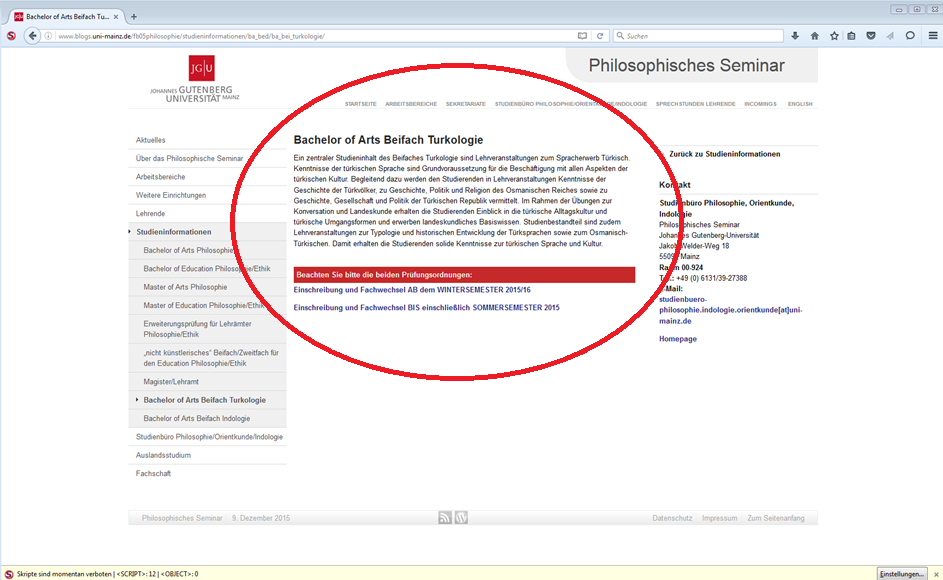 Bachelor of Arts Beifach Tu...
www.blogs.uni-mainz.de/fb05philosophie/studieninformationen/ba_bed/ba_bei_turkologie/
Suchen
JG|U
JOHANNES GUTENBERG
UNIVERSITÄT MAINZ
Philosophisches Seminar
STARTSEITE ARBEITSBEREICHE SEKRETARIATE STUDIENBÜRO PHILOSOPHIE/ORIENTKUNDE/INDOLOGIE SPRECHSTUNDEN LEHRENDE INCOMINGS ENGLISH
Aktuelles
Über das Philosophische Seminar
Arbeitsbereiche
Weitere Einrichtungen
Lehrende
Studieninformationen
Bachelor of Arts Philosophie
Bachelor of Education Philosophie/Ethik
Master of Arts Philosophie
Master of Education Philosophie/Ethik
Erweiterungsprüfung für Lehrämter
Philosophie/Ethik
„nicht künstlerisches“ Beifach/Zweitfach für
den Education Philosophie/Ethik
Magister/Lehramt
Bachelor of Arts Beifach Turkologie
Bachelor of Arts Beifach Indologie
Studienbüro Philosophie/Orientkunde/Indologie
Auslandsstudium
Fachschaft
Bachelor of Arts Beifach Turkologie
Ein zentraler Studieninhalt des Beifaches Turkologie sind Lehrveranstaltungen zum Spracherwerb Türkisch.
Kenntnisse der türkischen Sprache sind Grundvoraussetzung für die Beschäftigung mit allen Aspekten der
türkischen Kultur. Begleitend dazu werden den Studierenden in Lehrveranstaltungen Kenntnisse der
Geschichte der Türkvölker, zu Geschichte, Politik und Religion des Osmanischen Reiches sowie zu
Geschichte, Gesellschaft und Politik der Türkischen Republik vermittelt. Im Rahmen der Übungen zur
Konversation und Landeskunde erhalten die Studierenden Einblick in die türkische Alltagskultur und
türkische Umgangsformen und erwerben landeskundliches Basiswissen. Studienbestandteil sind zudem
Lehrveranstaltungen zur Typologie und historischen Entwicklung der Türksprachen sowie zum Osmanisch-
Türkischen. Damit erhalten die Studierenden solide Kenntnisse zur türkischen Sprache und Kultur.
Beachten Sie bitte die beiden Prüfungsordnungen:
Einschreibung und Fachwechsel AB dem WINTERSEMESTER 2015/16
Einschreibung und Fachwechsel BIS einschließlich SOMMERSEMESTER 2015
Zurück zu Studieninformationen
Kontakt
Studienbüro Philosophie, Orientkunde,
Indologie
Philosophisches Seminar
Johannes Gutenberg-Universität
Jakob Welder-Weg 18
Mainz
Raum 00-924
Tel.: +49 (0) 6131/39-27388
E-Mail:
studienbuero-
philosophie.indologie.orientkunde[at]uni-
mainz.de
Homepage
Philosophisches Seminar 9. Dezember 2015
Datenschutz Impressum Zum Seitenanfang
Skripte sind momentan verboten | <SCRIPT>: 12 | <OBJECT>: 0
Einstellungen...